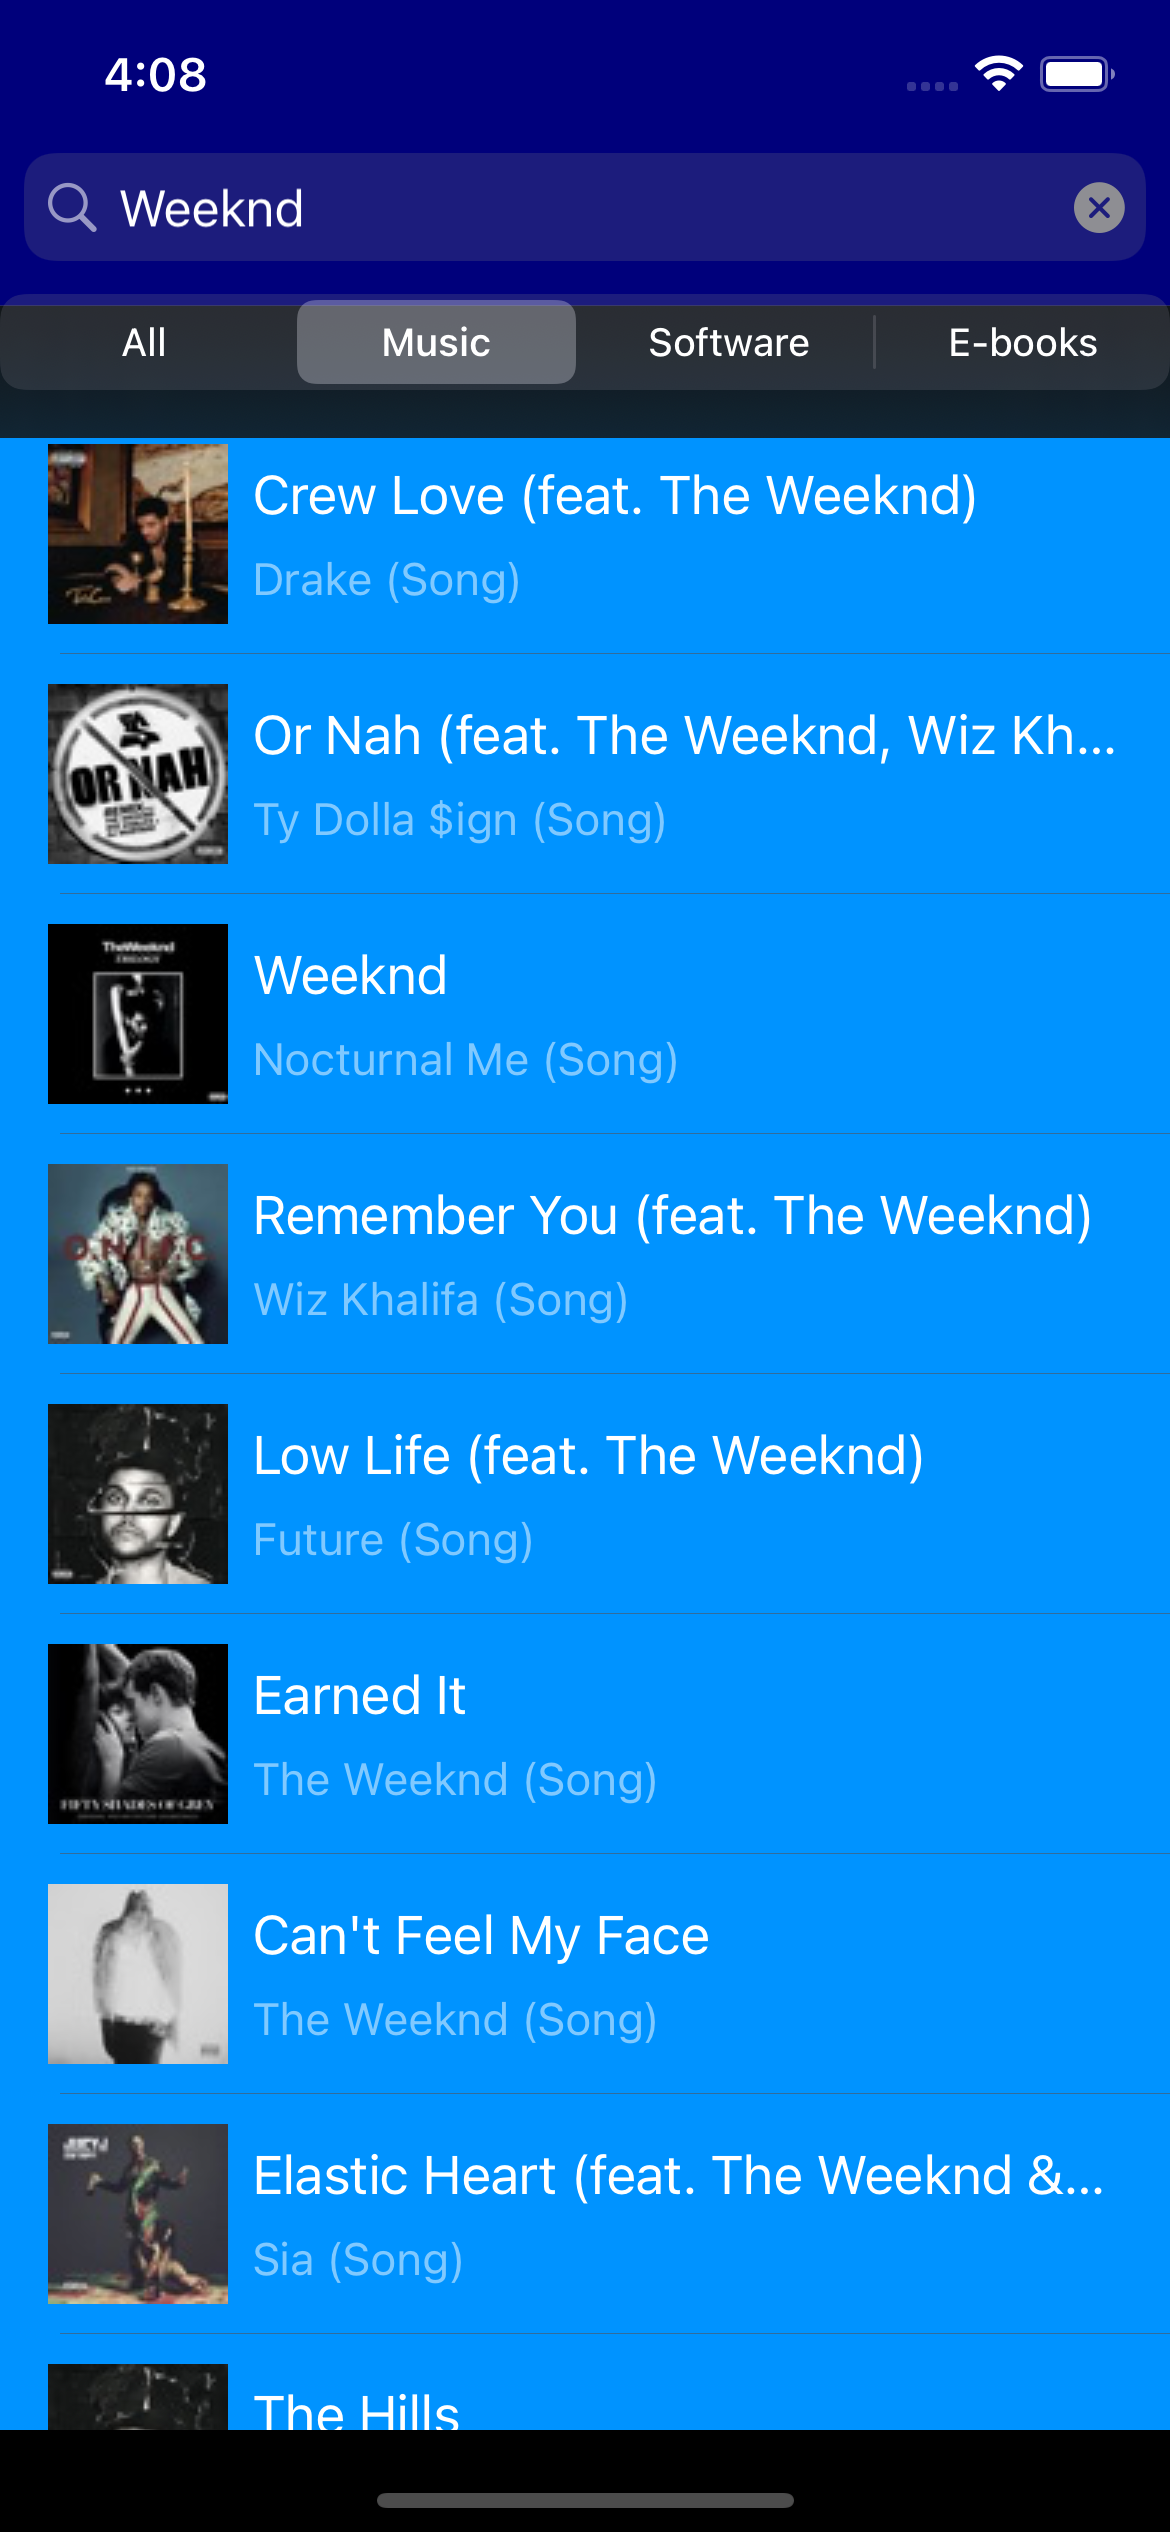 4:08
Weeknd
All Music Software E-books
Crew Love (feat. The Weeknd)
Drake (Song)
OR NAH
Or Nah (feat. The Weeknd, Wiz Kh...
Ty Dolla $ign (Song)
TheWeeknd
TRILOGY
Weeknd
Nocturnal Me (Song)
O.N.I.F.C
Remember You (feat. The Weeknd)
Wiz Khalifa (Song)
Low Life (feat. The Weeknd)
Future (Song)
FIFTY SHADES OF GREY
Earned It
The Weeknd (Song)
Can't Feel My Face
The Weeknd (Song)
JUICY J
Elastic Heart (feat. The Weeknd &...
Sia (Song)
The Hills